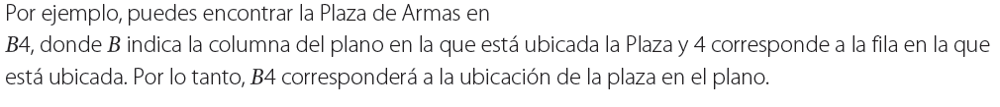 Por ejemplo, puedes encontrar la Plaza de Armas en
B4, donde B indica la columna del plano en la que está ubicada la Plaza y 4 corresponde a la fila en la que
está ubicada. Por lo tanto, B4 corresponderá a la ubicación de la plaza en el plano.